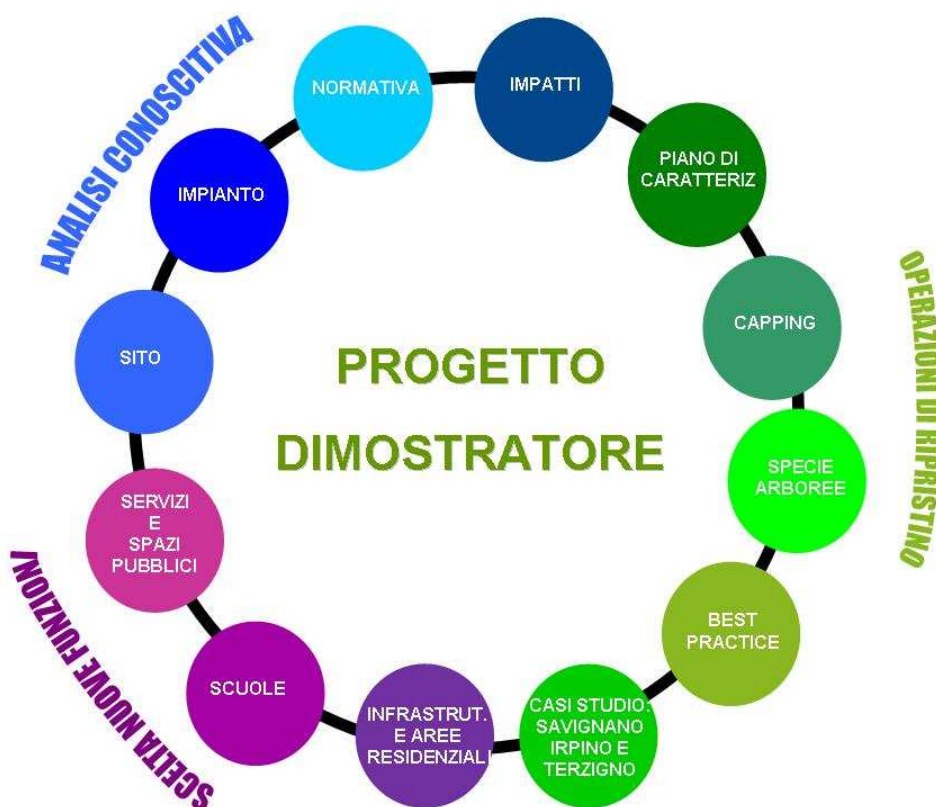 ANALISI CONOSCITIVA
NORMATIVA
IMPATTI
PIANO DI
CARATTERIZ
IMPIANTO
CAPPING
SITO
PROGETTO
DIMOSTRATORE
OPERAZIONI DI RIPRISTINO
SPECIE
ARBOREE
SERVIZI
E
SPAZI
PUBBLICI
BEST
PRACTICE
SCELTA NUOVE FUNZIONI
SCUOLE
INFRASTRUT.
E AREE
RESIDENZIALI
CASI STUDIO:
SAVIGNANO
IRPINO E
TERZIGNO